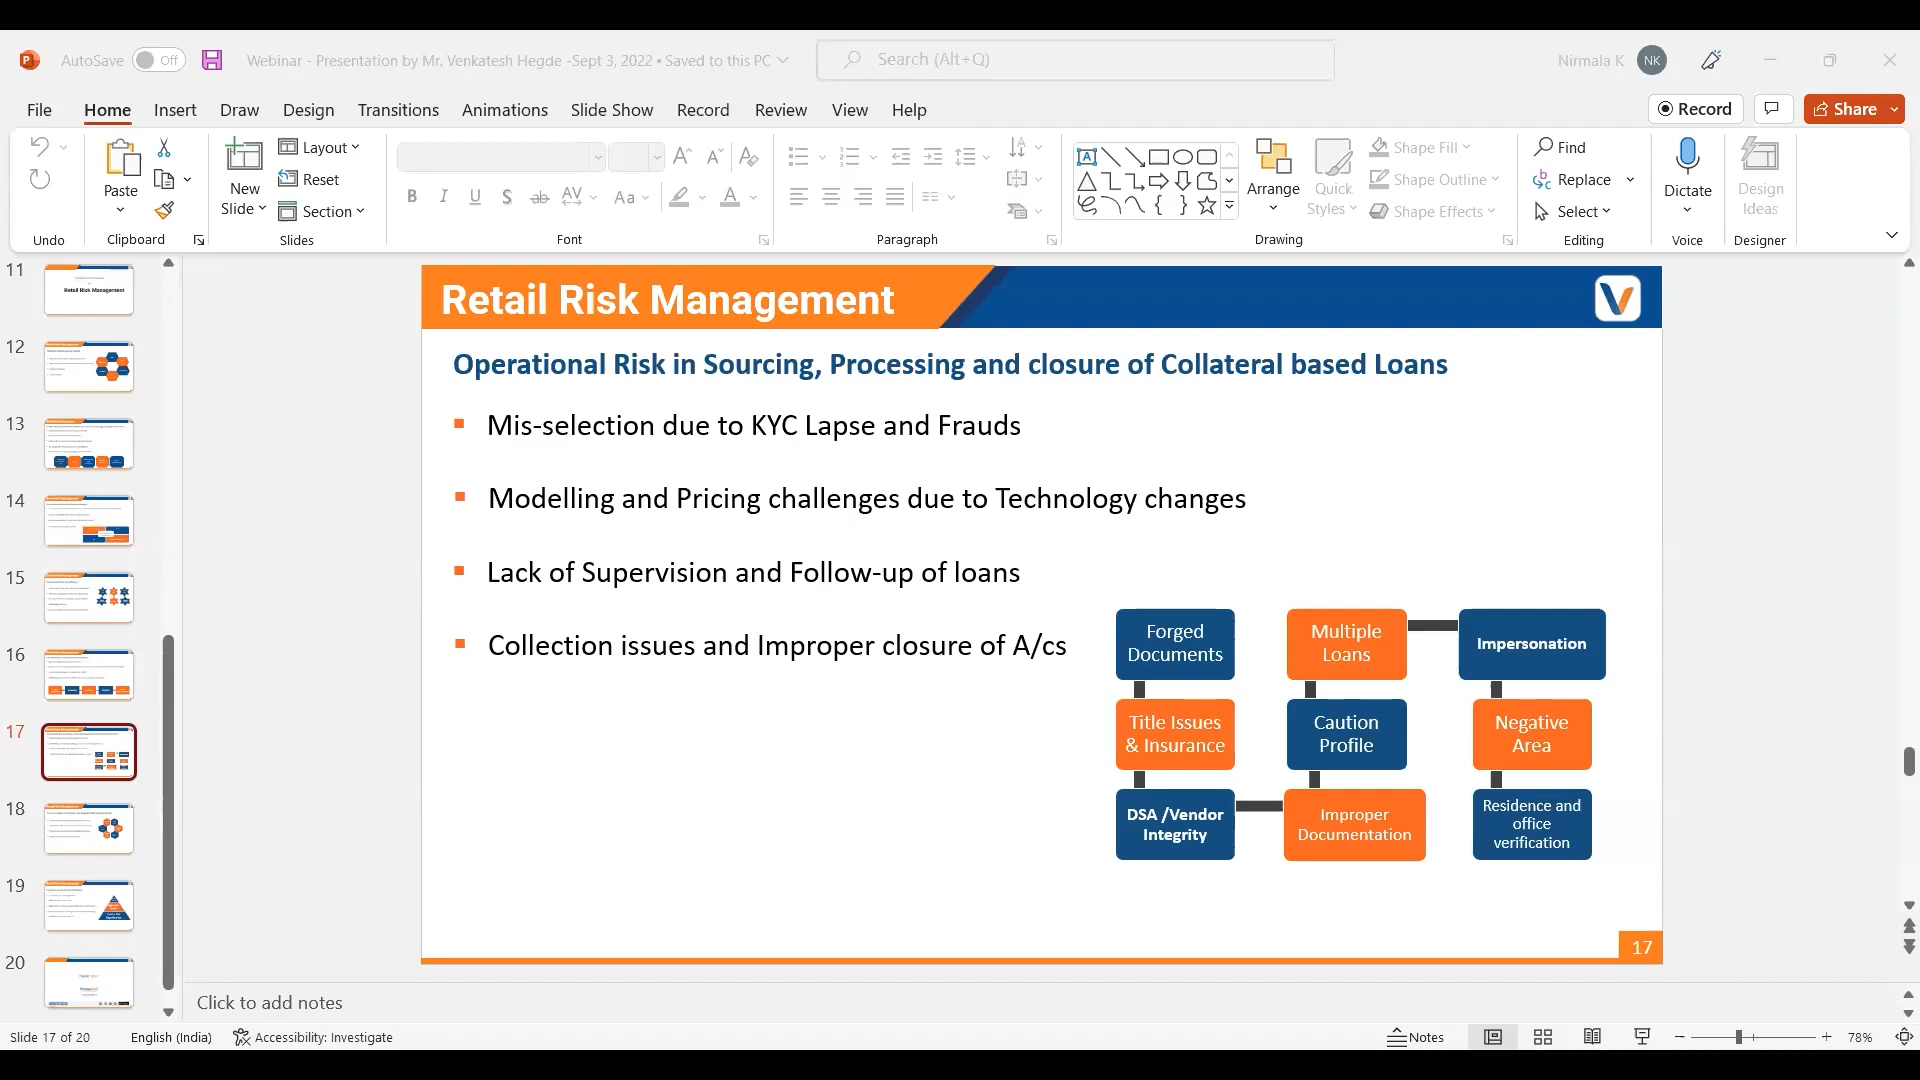 AutoSave Off Webinar - Presentation by Mr. Venkatesh Hegde -Sept 3, 2022 • Saved to this PC Search (Alt+Q) Nirmala K NK
File Home Insert Draw Design Transitions Animations Slide Show Record Review View Help Record Share
Paste
New
Slide
Layout
Reset
Section
Arrange
Quick
Styles
Shape Fill
Shape Outline
Shape Effects
Find
Replace
Select
Dictate
Design
Ideas
Undo Clipboard Slides Font Paragraph Drawing Editing Voice Designer
11
Retail Risk Management
12
13
14
15
16
17
18
19
20
Retail Risk Management
Operational Risk in Sourcing, Processing and closure of Collateral based Loans
▪ Mis-selection due to KYC Lapse and Frauds
▪ Modelling and Pricing challenges due to Technology changes
▪ Lack of Supervision and Follow-up of loans
▪ Collection issues and Improper closure of A/cs
Forged
Documents
Multiple
Loans
Impersonation
Title Issues
& Insurance
Caution
Profile
Negative
Area
DSA /Vendor
Integrity
Improper
Documentation
Residence and
office
verification
17
Click to add notes
Slide 17 of 20 English (India) Accessibility: Investigate Notes 78%